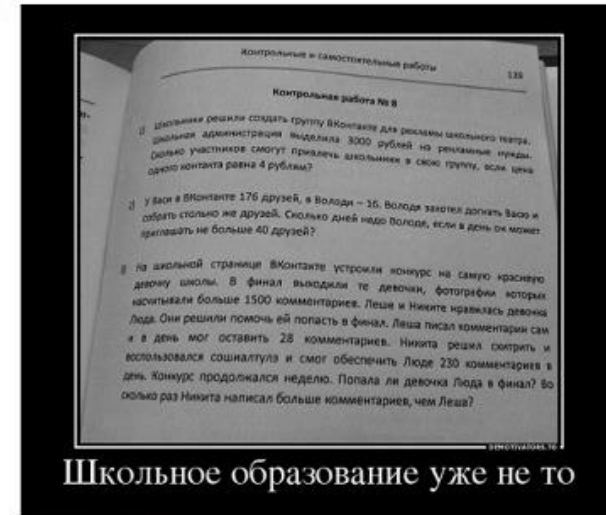 Контрольные и самостоятельные работы
139
Контрольная работа № 8
1) Школьники решили создать группу ВКонтакте для рекламы школьного театра.
Школьная администрация выделила 3000 рублей на рекламные нужды.
Сколько участников смогут привлечь школьники в свою группу, если цена
одного контакта равна 4 рублям?
2) У Васи в ВКонтакте 176 друзей, в Володи – 16. Володя захотел догнать Васю и
собрать столько же друзей. Сколько дней надо Володе, если в день он может
приглашать не больше 40 друзей?
На школьной странице ВКонтакте устроили конкурс на самую красивую
девочку школы. В финал выходили те девочки, фотографии которых
насчитывали больше 1500 комментариев. Леше и Никите нравилась девочка
Люда. Они решили помочь ей попасть в финал. Леша писал комментарии сам
и в день мог оставить 28 комментариев. Никита решил схитрить и
воспользовался сошиалтулз и смог обеспечить Люде 230 комментариев в
день. Конкурс продолжался неделю. Попала ли девочка Люда в финал? Во
сколько раз Никита написал больше комментариев, чем Леша?
DEMOTIVATORS.TO
Школьное образование уже не то